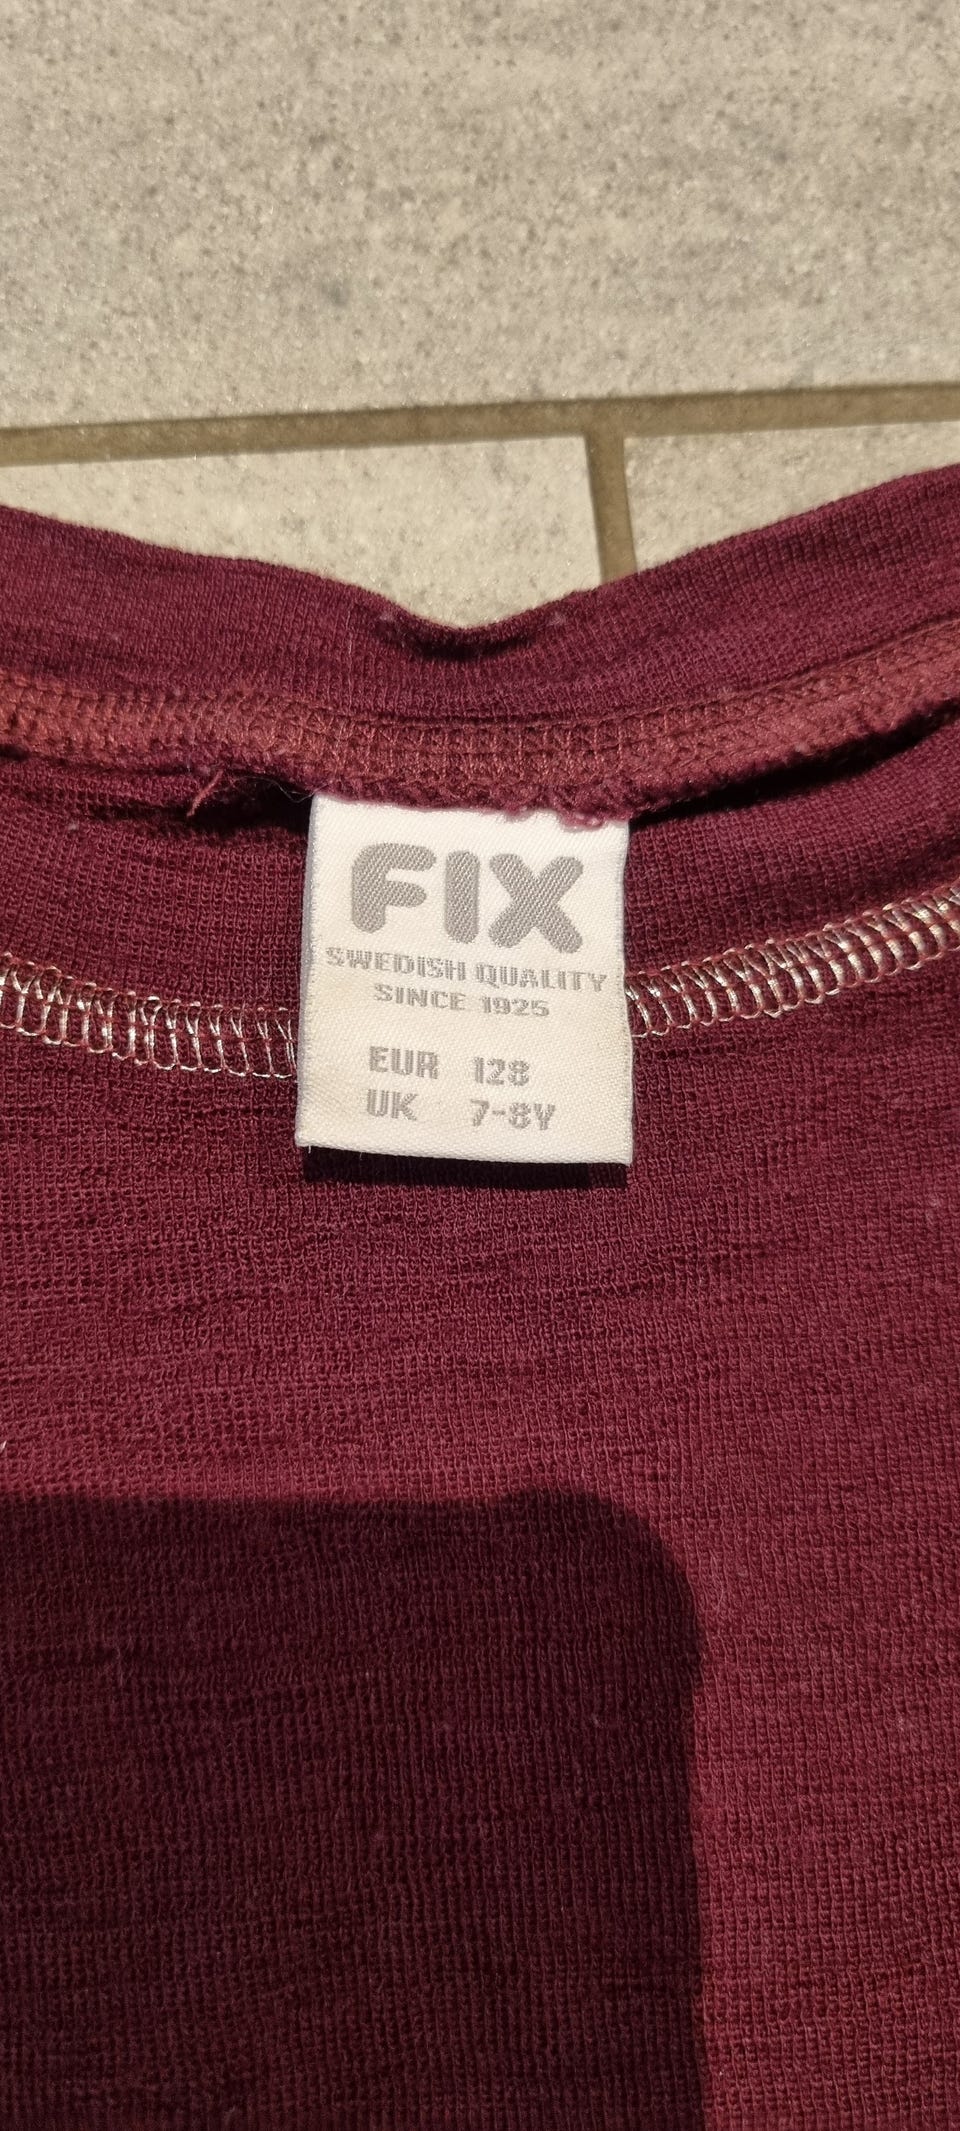 FIX
SWEDISH QUALITY
SINCE 1925
EUR 128
UK 7-8Y